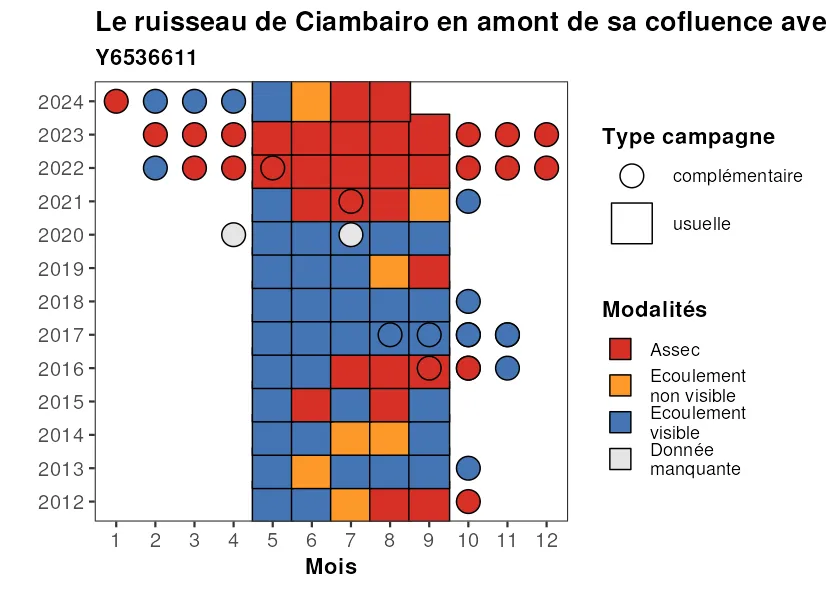 Le ruisseau de Ciambairo en amont de sa cofluence ave
Y6536611
2024
2023
2022
2021
2020
2019
2018
2017
2016
2015
2014
2013
2012
1 2 3 4 5 6 7 8 9 10 11 12
Mois
Type campagne
complémentaire
usuelle
Modalités
Assec
Ecoulement
non visible
Ecoulement
visible
Donnée
manquante